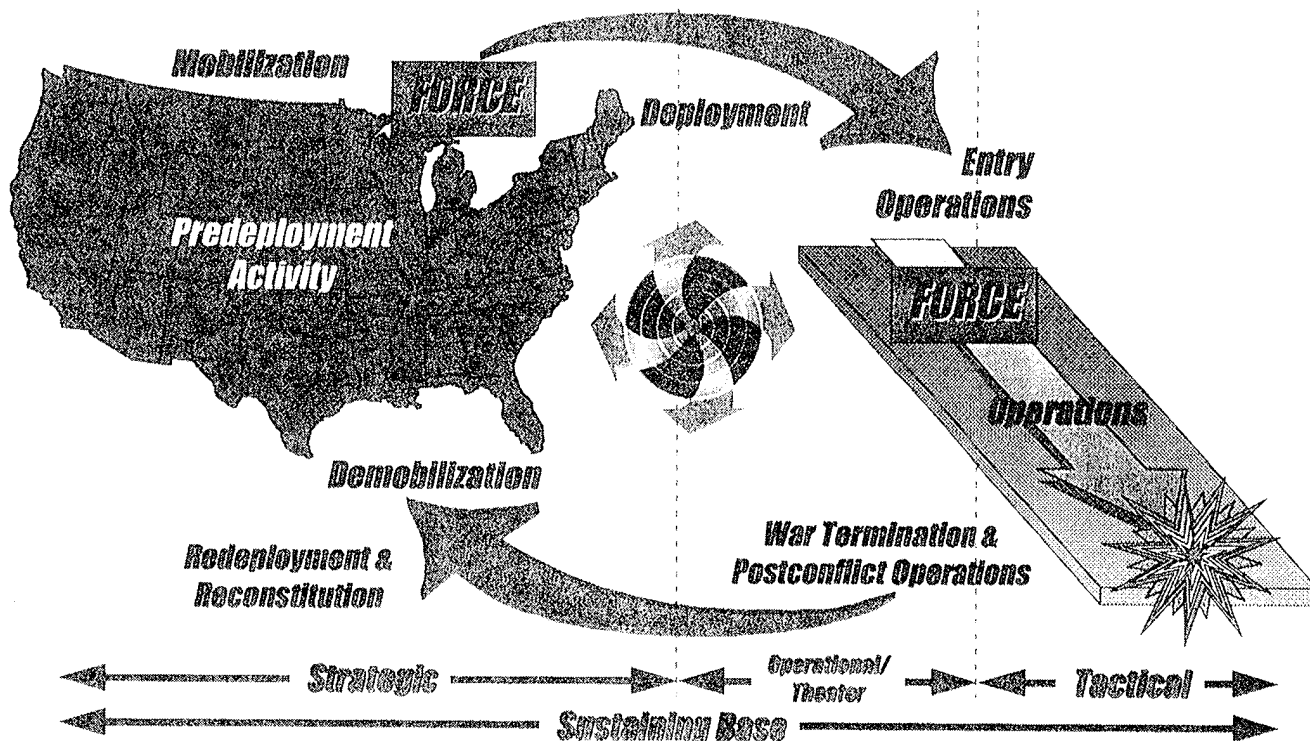 Mobilization
FORCE
Deployment
Entry
Operations
Predeployment
Activity
FORCE
Operations
Demobilization
War Termination &
Postconflict Operations
Redeployment &
Reconstitution
Strategic
Operational/
Theater
Tactical
Sustaining Base